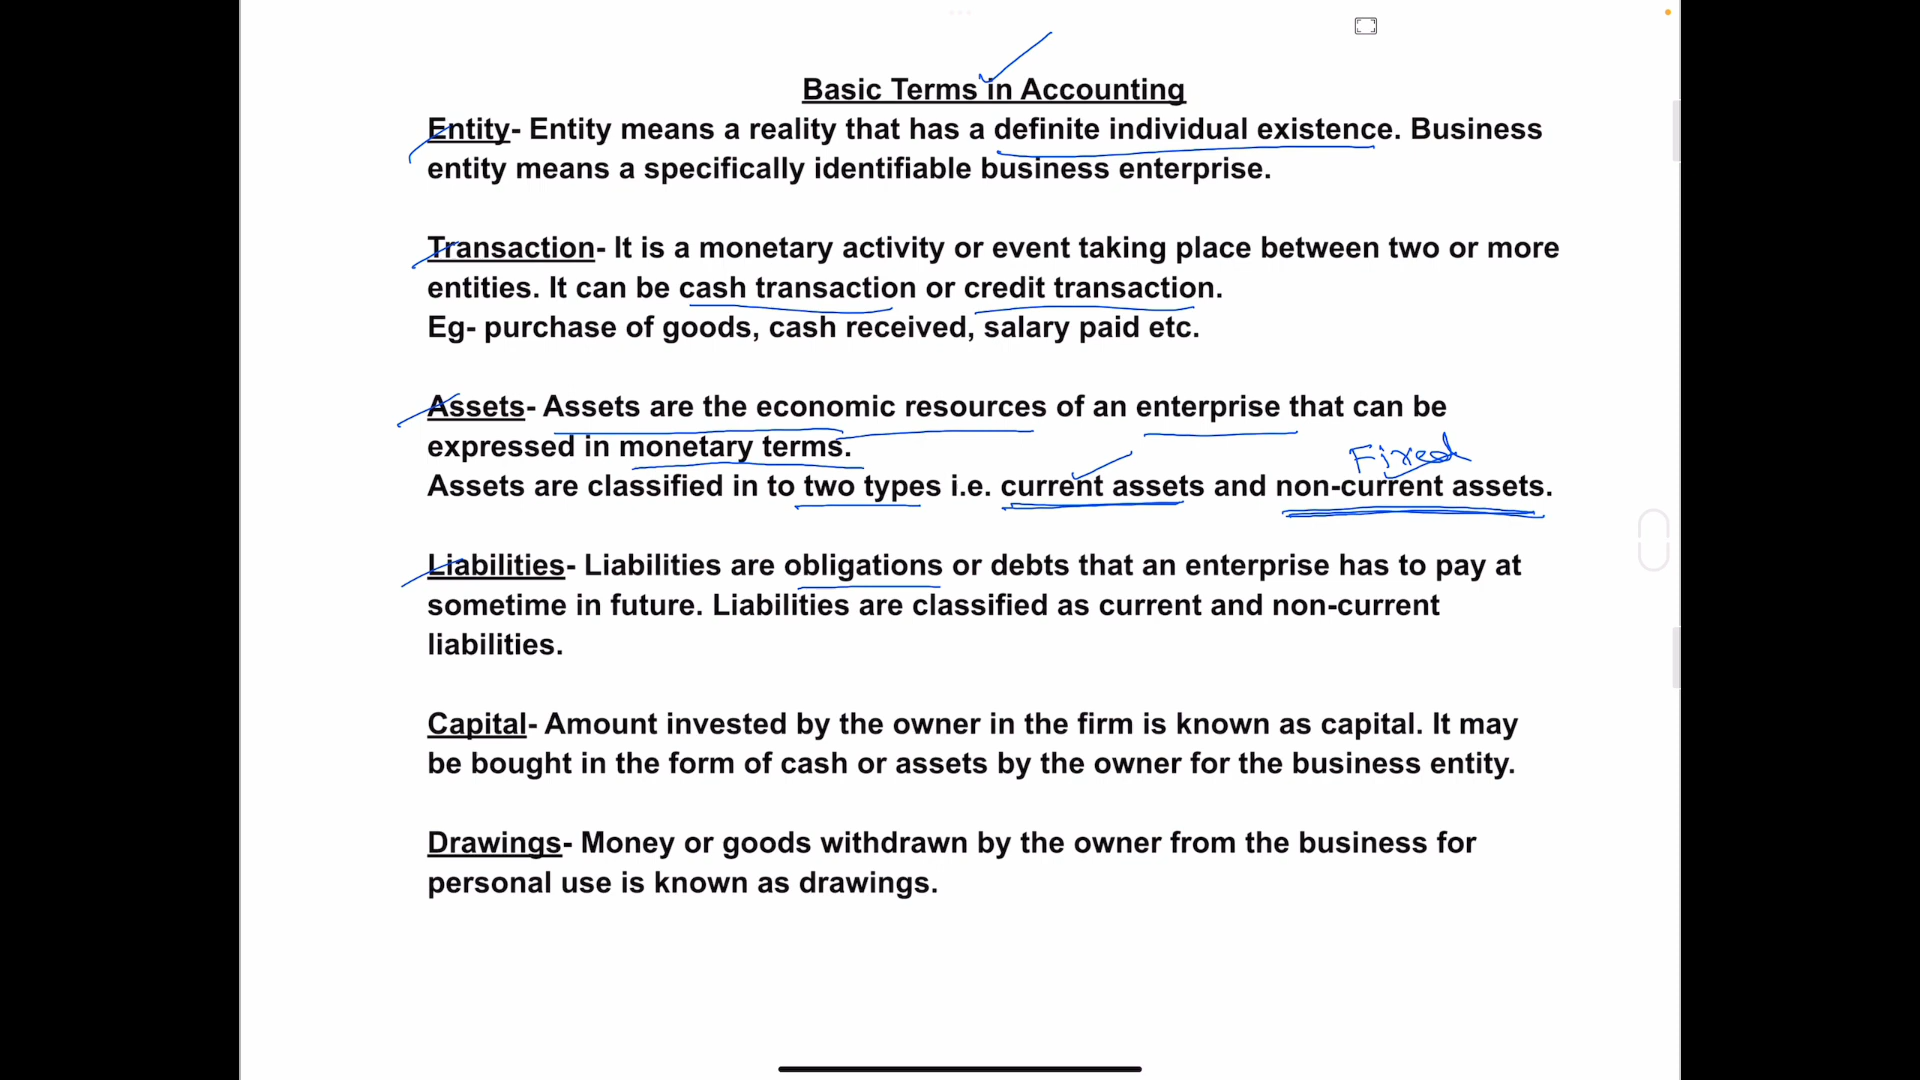 Basic Terms in Accounting
Entity- Entity means a reality that has a definite individual existence. Business
entity means a specifically identifiable business enterprise.
Transaction- It is a monetary activity or event taking place between two or more
entities. It can be cash transaction or credit transaction.
Eg- purchase of goods, cash received, salary paid etc.
Assets- Assets are the economic resources of an enterprise that can be
expressed in monetary terms.
Fixed
Assets are classified in to two types i.e. current assets and non-current assets.
Liabilities- Liabilities are obligations or debts that an enterprise has to pay at
sometime in future. Liabilities are classified as current and non-current
liabilities.
Capital- Amount invested by the owner in the firm is known as capital. It may
be bought in the form of cash or assets by the owner for the business entity.
Drawings- Money or goods withdrawn by the owner from the business for
personal use is known as drawings.